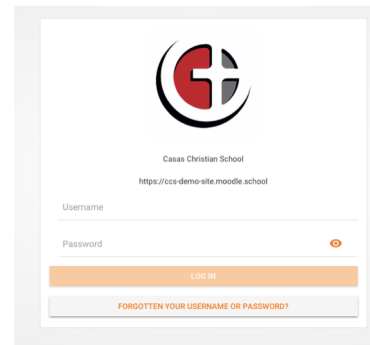 Casas Christian School
https://ccs-demo-site.moodle.school
Username
Password
LOG IN
FORGOTTEN YOUR USERNAME OR PASSWORD?